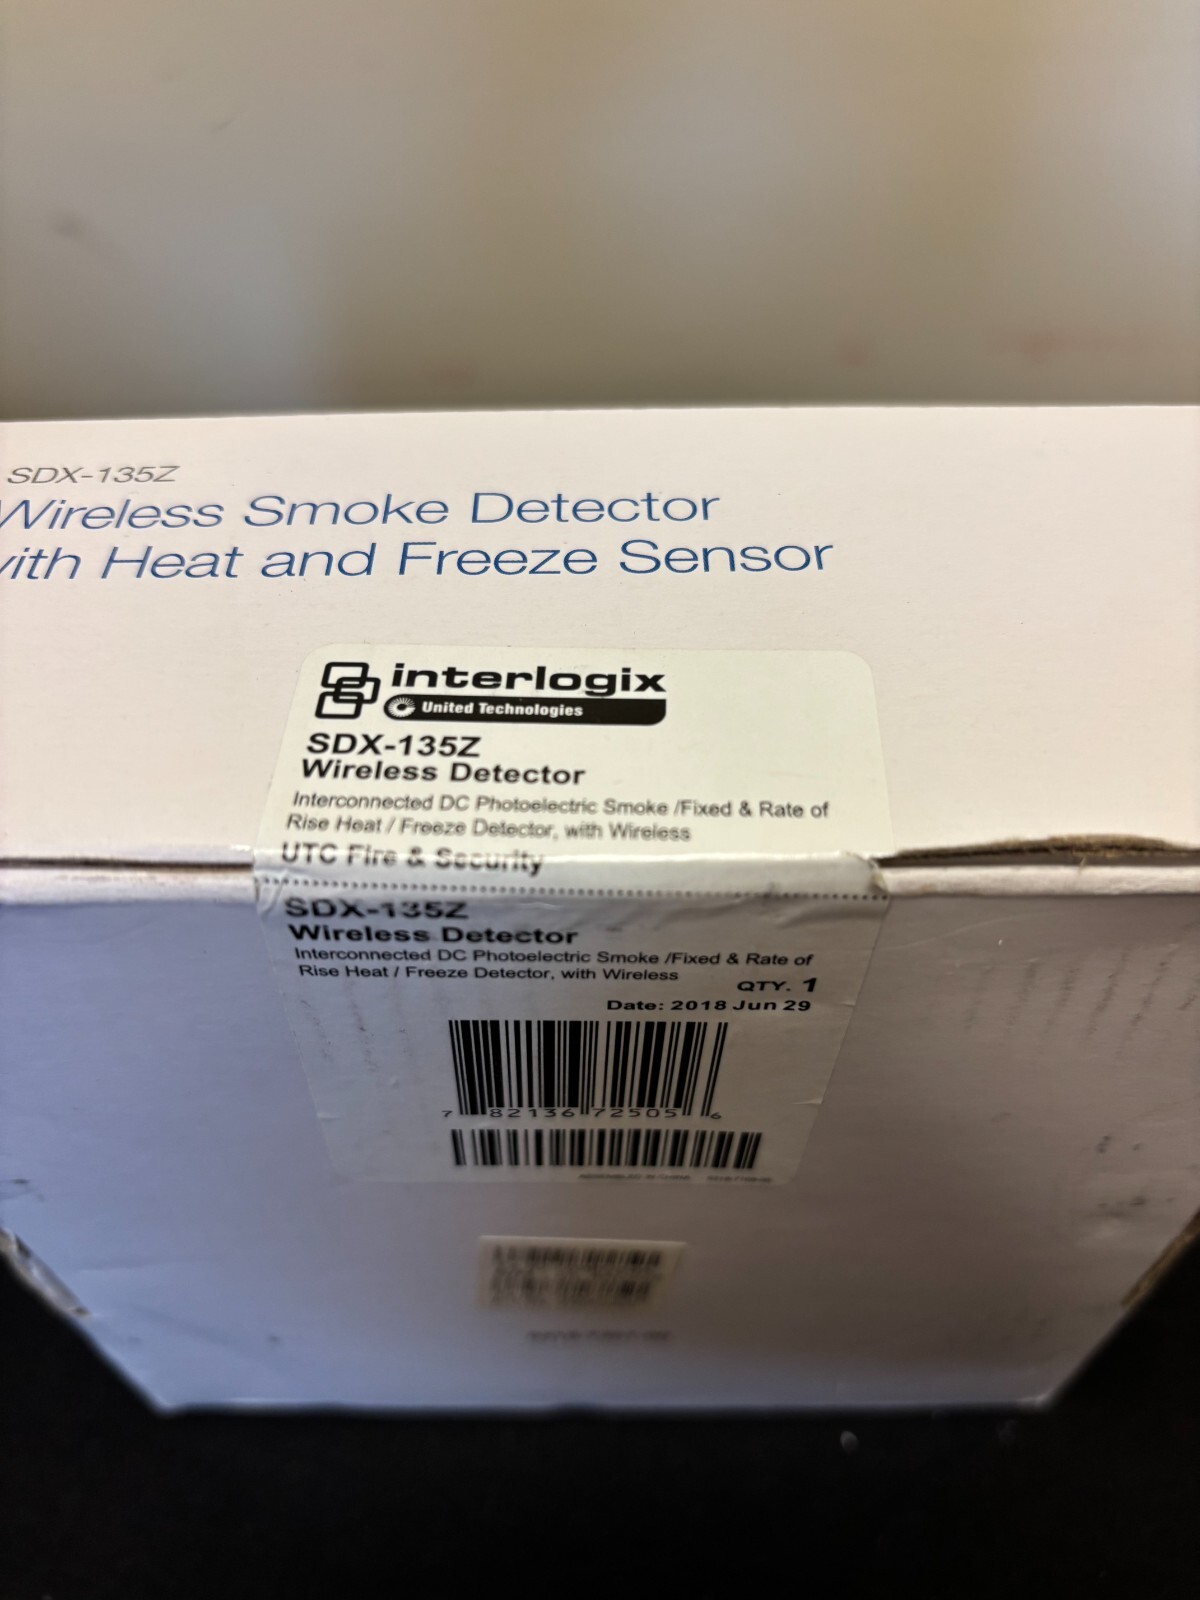 SDX-135Z
Wireless Smoke Detector
with Heat and Freeze Sensor
interlogix
United Technologies
SDX-135Z
Wireless Detector
Interconnected DC Photoelectric Smoke /Fixed & Rate of
Rise Heat / Freeze Detector, with Wireless
UTC Fire & Security
SDX-135Z
Wireless Detector
Interconnected DC Photoelectric Smoke /Fixed & Rate of
Rise Heat / Freeze Detector, with Wireless
QTY. 1
Date: 2018 Jun 29
7 82136 72505 6
ASSEMBLED IN CHINA